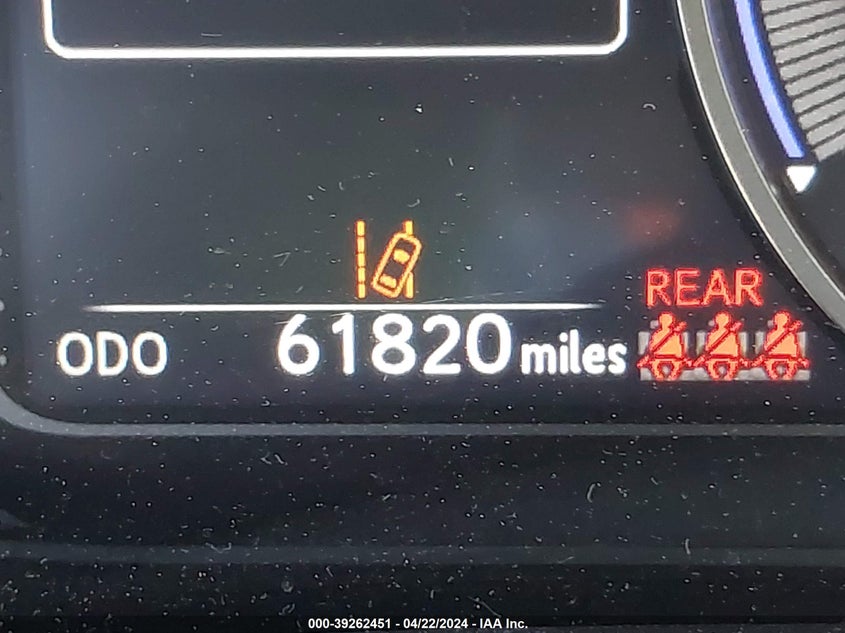 REAR
ODO 61820 miles
000-39262451 - 04/22/2024 - IAA Inc.